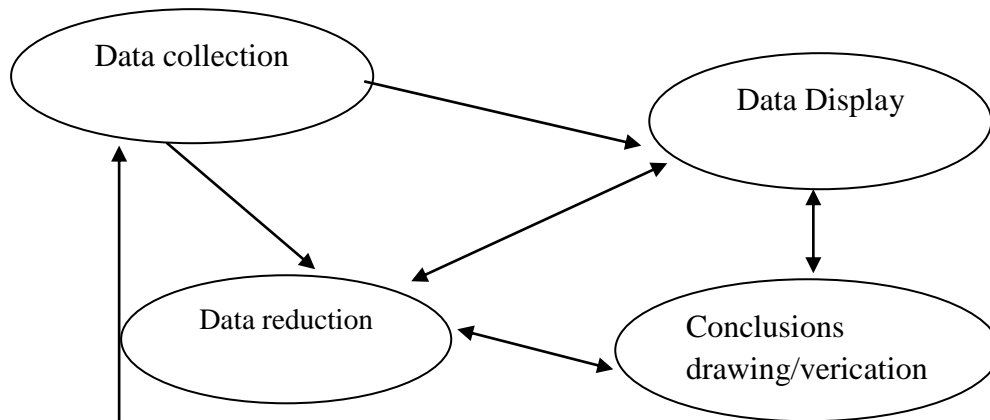 Data collection
Data Display
Data reduction
Conclusions
drawing/verication